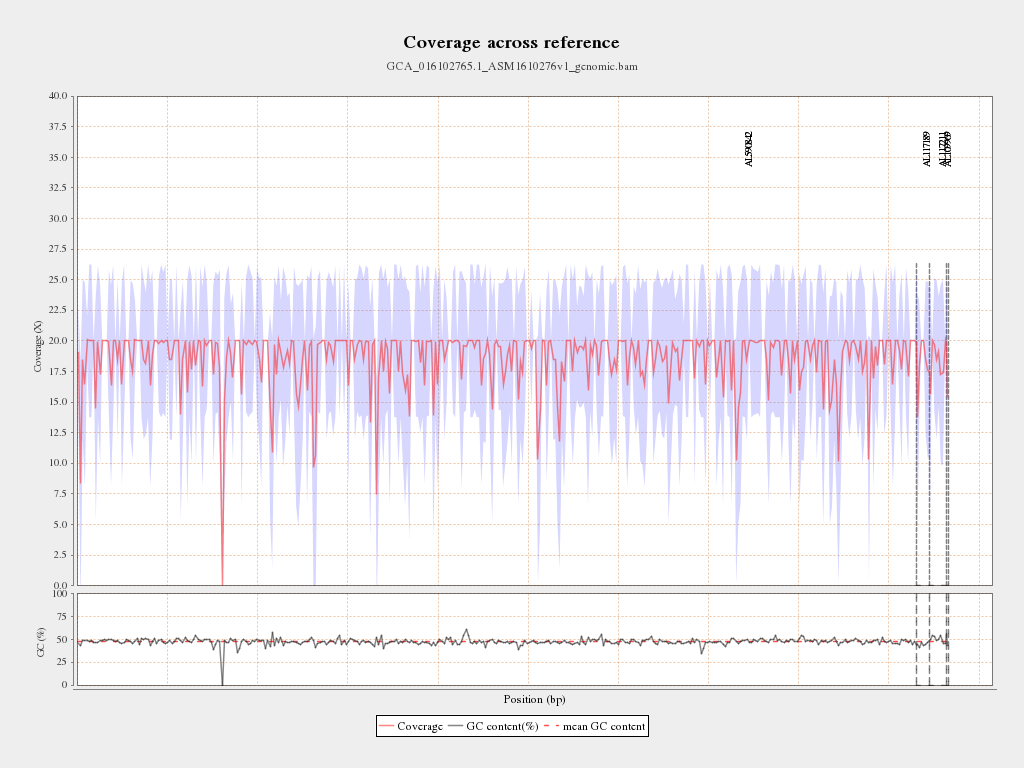 Coverage across reference
GCA_016102765.1_ASM1610276v1_genomic.bam
40.0
37.5
35.0
32.5
30.0
27.5
25.0
22.5
20.0
17.5
15.0
12.5
10.0
7.5
5.0
2.5
0.0
Coverage (X)
AL590842
AL117189
AL117211
AL109969
100
75
50
25
0
GC (%)
Position (bp)
Coverage GC content(%) mean GC content